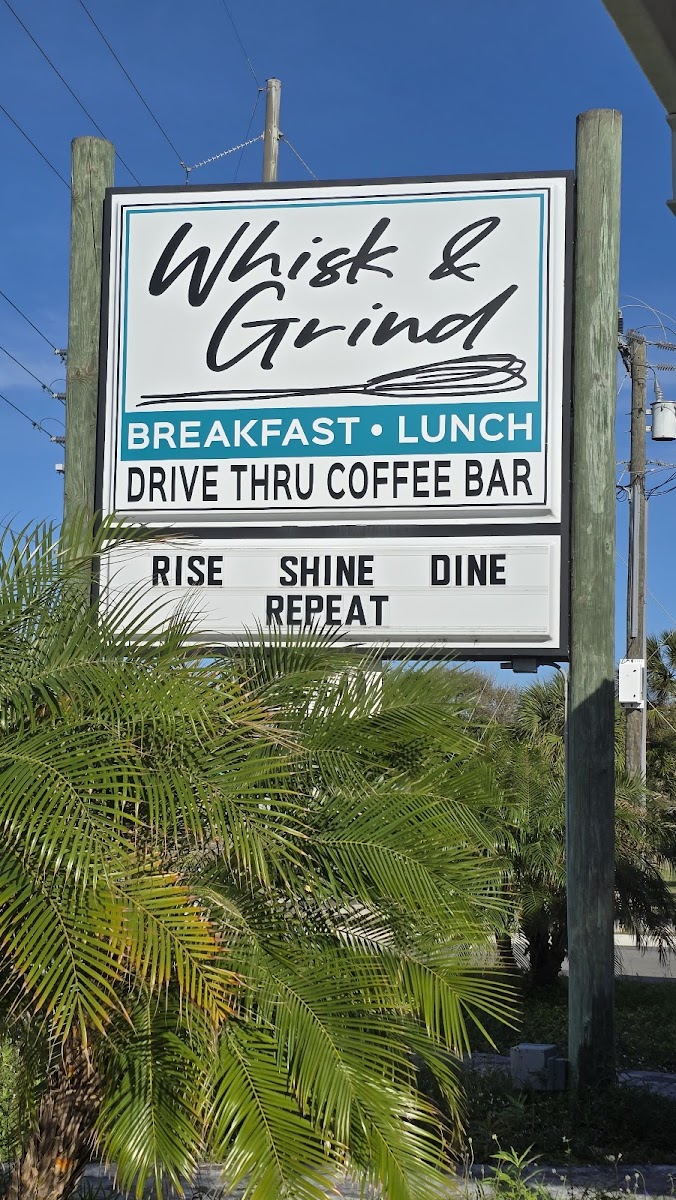 Whisk &
Grind
BREAKFAST • LUNCH
DRIVE THRU COFFEE BAR
RISE SHINE DINE
REPEAT